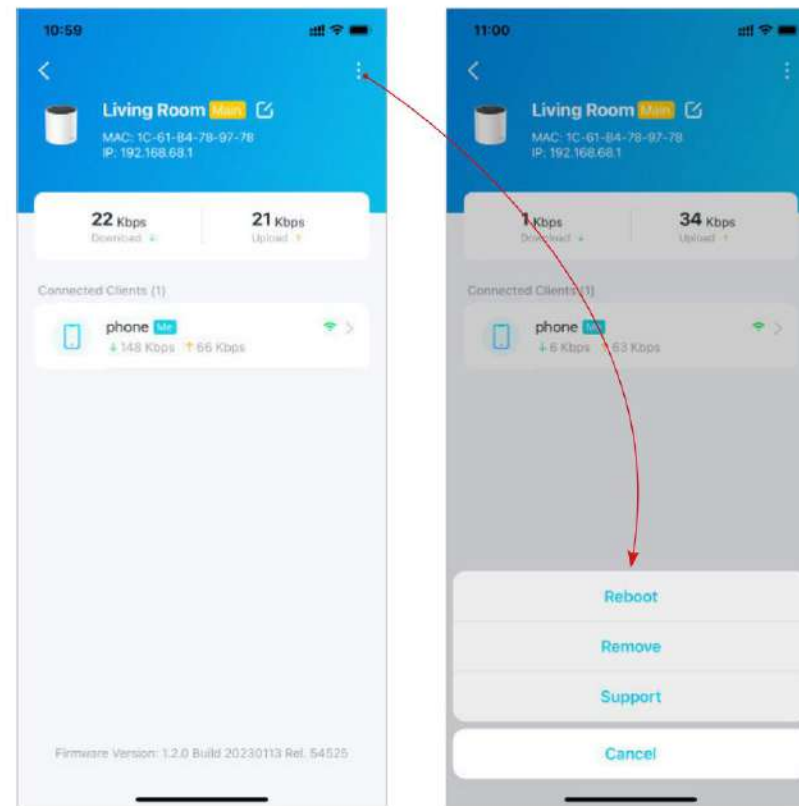 10:59
Living Room Main
MAC: 1C-61-B4-78-97-78
IP: 192.168.68.1
22 Kbps
21 Kbps
Download
Upload
Connected Clients (1)
phone Me
148 Kbps 66 Kbps
Firmware Version: 1.2.0 Build 20230113 Rel. 54525
11:00
Living Room Main
MAC: 1C-61-B4-78-97-78
IP: 192.168.68.1
1 Kbps
34 Kbps
Download
Upload
Connected Clients (1)
phone Me
6 Kbps 63 Kbps
Reboot
Remove
Support
Cancel